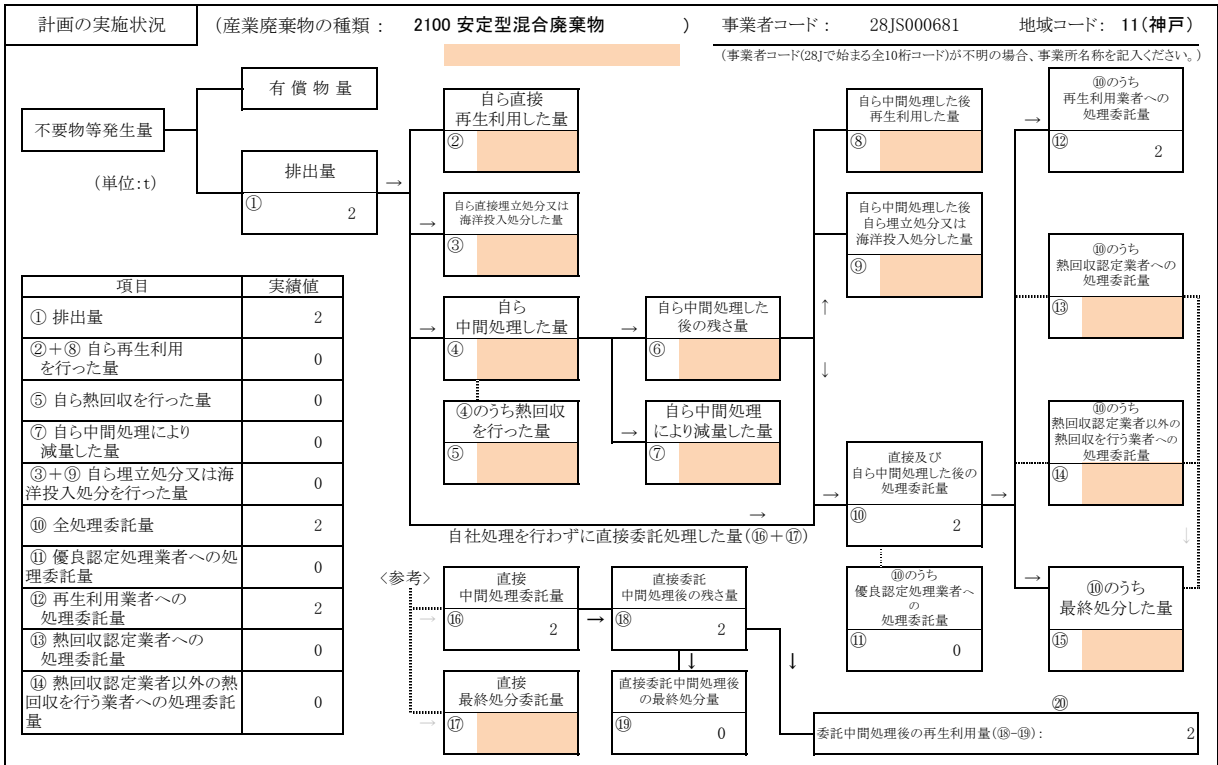 計画の実施状況
(産業廃棄物の種類： 2100 安定型混合廃棄物 )
事業者コード： 28JS000681 地域コード： 11(神戸)
(事業者コード(28Jで始まる全10桁コード)が不明の場合、事業所名称を記入ください。)
不要物等発生量
(単位:t)
有償物量
排出量
→
① 2
自ら直接
再生利用した量
②
→
自ら直接埋立処分又は
海洋投入処分した量
③
→
自ら
中間処理した量
④
④のうち熱回収
を行った量
⑤
→
自ら中間処理した
後の残さ量
⑥
→
自ら中間処理
により減量した量
⑦
自ら中間処理した後
再生利用した量
⑧
自ら中間処理した後
自ら埋立処分又は
海洋投入処分した量
⑨
↑
↓
→
直接及び
自ら中間処理した後の
処理委託量
⑩ 2
→
⑩のうち
優良認定処理業者へ
の
処理委託量
⑪ 0
→
⑩のうち
再生利用業者への
処理委託量
⑫ 2
⑩のうち
熱回収認定業者への
処理委託量
⑬
⑩のうち
熱回収認定業者以外の
熱回収を行う業者への
処理委託量
⑭
↓
→
⑩のうち
最終処分した量
⑮
項目 実績値
① 排出量 2
②＋⑧ 自ら再生利用
を行った量 0
⑤ 自ら熱回収を行った量 0
⑦ 自ら中間処理により
減量した量 0
③＋⑨ 自ら埋立処分又は海
洋投入処分を行った量 0
⑩ 全処理委託量 2
⑪ 優良認定処理業者への処
理委託量 0
⑫ 再生利用業者への
処理委託量 2
⑬ 熱回収認定業者への
処理委託量 0
⑭ 熱回収認定業者以外の熱
回収を行う業者への処理委託
量 0
→
自社処理を行わずに直接委託処理した量(⑯＋⑰)
〈参考〉
直接
中間処理委託量
→ ⑯ 2
→
直接委託
中間処理後の残さ量
⑱ 2
↓ ↓
直接
最終処分委託量
→ ⑰
直接委託中間処理後
の最終処分量
⑲ 0
⑳
委託中間処理後の再生利用量(⑱-⑲)： 2